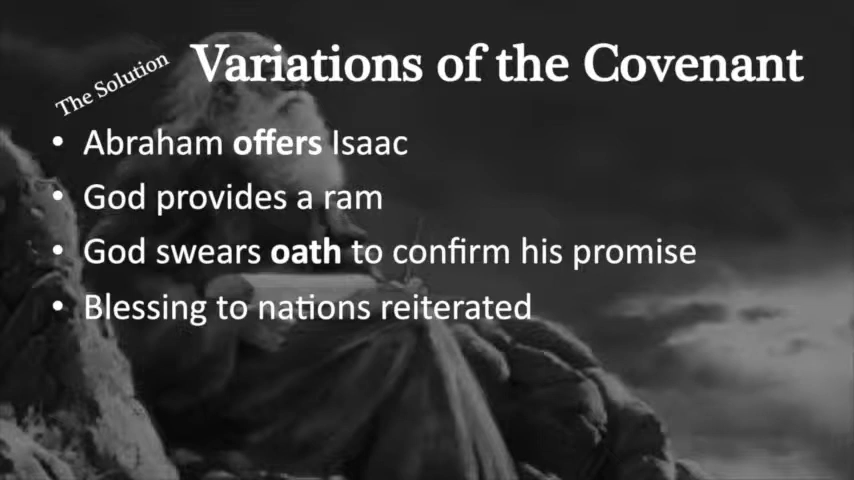 The Solution
Variations of the Covenant
• Abraham offers Isaac
• God provides a ram
• God swears oath to confirm his promise
• Blessing to nations reiterated